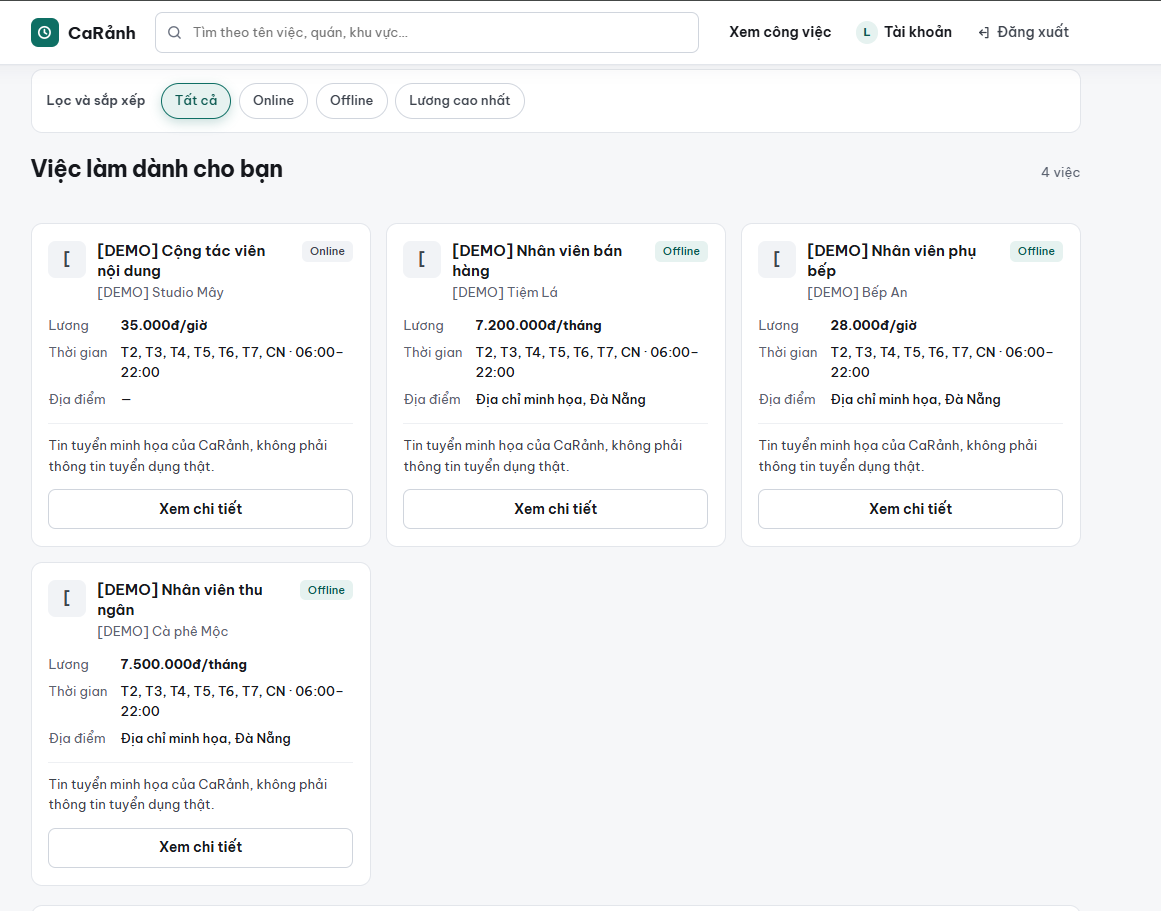 CaRảnh
Tìm theo tên việc, quán, khu vực...
Xem công việc
L
Tài khoản
Đăng xuất
Lọc và sắp xếp
Tất cả
Online
Offline
Lương cao nhất
Việc làm dành cho bạn
4 việc
[
[DEMO] Cộng tác viên
nội dung
Online
[DEMO] Studio Mây
Lương 35.000đ/giờ
Thời gian T2, T3, T4, T5, T6, T7, CN · 06:00–
22:00
Địa điểm —
Tin tuyển minh họa của CaRảnh, không phải
thông tin tuyển dụng thật.
Xem chi tiết
[
[DEMO] Nhân viên bán
hàng
Offline
[DEMO] Tiệm Lá
Lương 7.200.000đ/tháng
Thời gian T2, T3, T4, T5, T6, T7, CN · 06:00–
22:00
Địa điểm Địa chỉ minh họa, Đà Nẵng
Tin tuyển minh họa của CaRảnh, không phải
thông tin tuyển dụng thật.
Xem chi tiết
[
[DEMO] Nhân viên phụ
bếp
Offline
[DEMO] Bếp An
Lương 28.000đ/giờ
Thời gian T2, T3, T4, T5, T6, T7, CN · 06:00–
22:00
Địa điểm Địa chỉ minh họa, Đà Nẵng
Tin tuyển minh họa của CaRảnh, không phải
thông tin tuyển dụng thật.
Xem chi tiết
[
[DEMO] Nhân viên thu
ngân
Offline
[DEMO] Cà phê Mộc
Lương 7.500.000đ/tháng
Thời gian T2, T3, T4, T5, T6, T7, CN · 06:00–
22:00
Địa điểm Địa chỉ minh họa, Đà Nẵng
Tin tuyển minh họa của CaRảnh, không phải
thông tin tuyển dụng thật.
Xem chi tiết